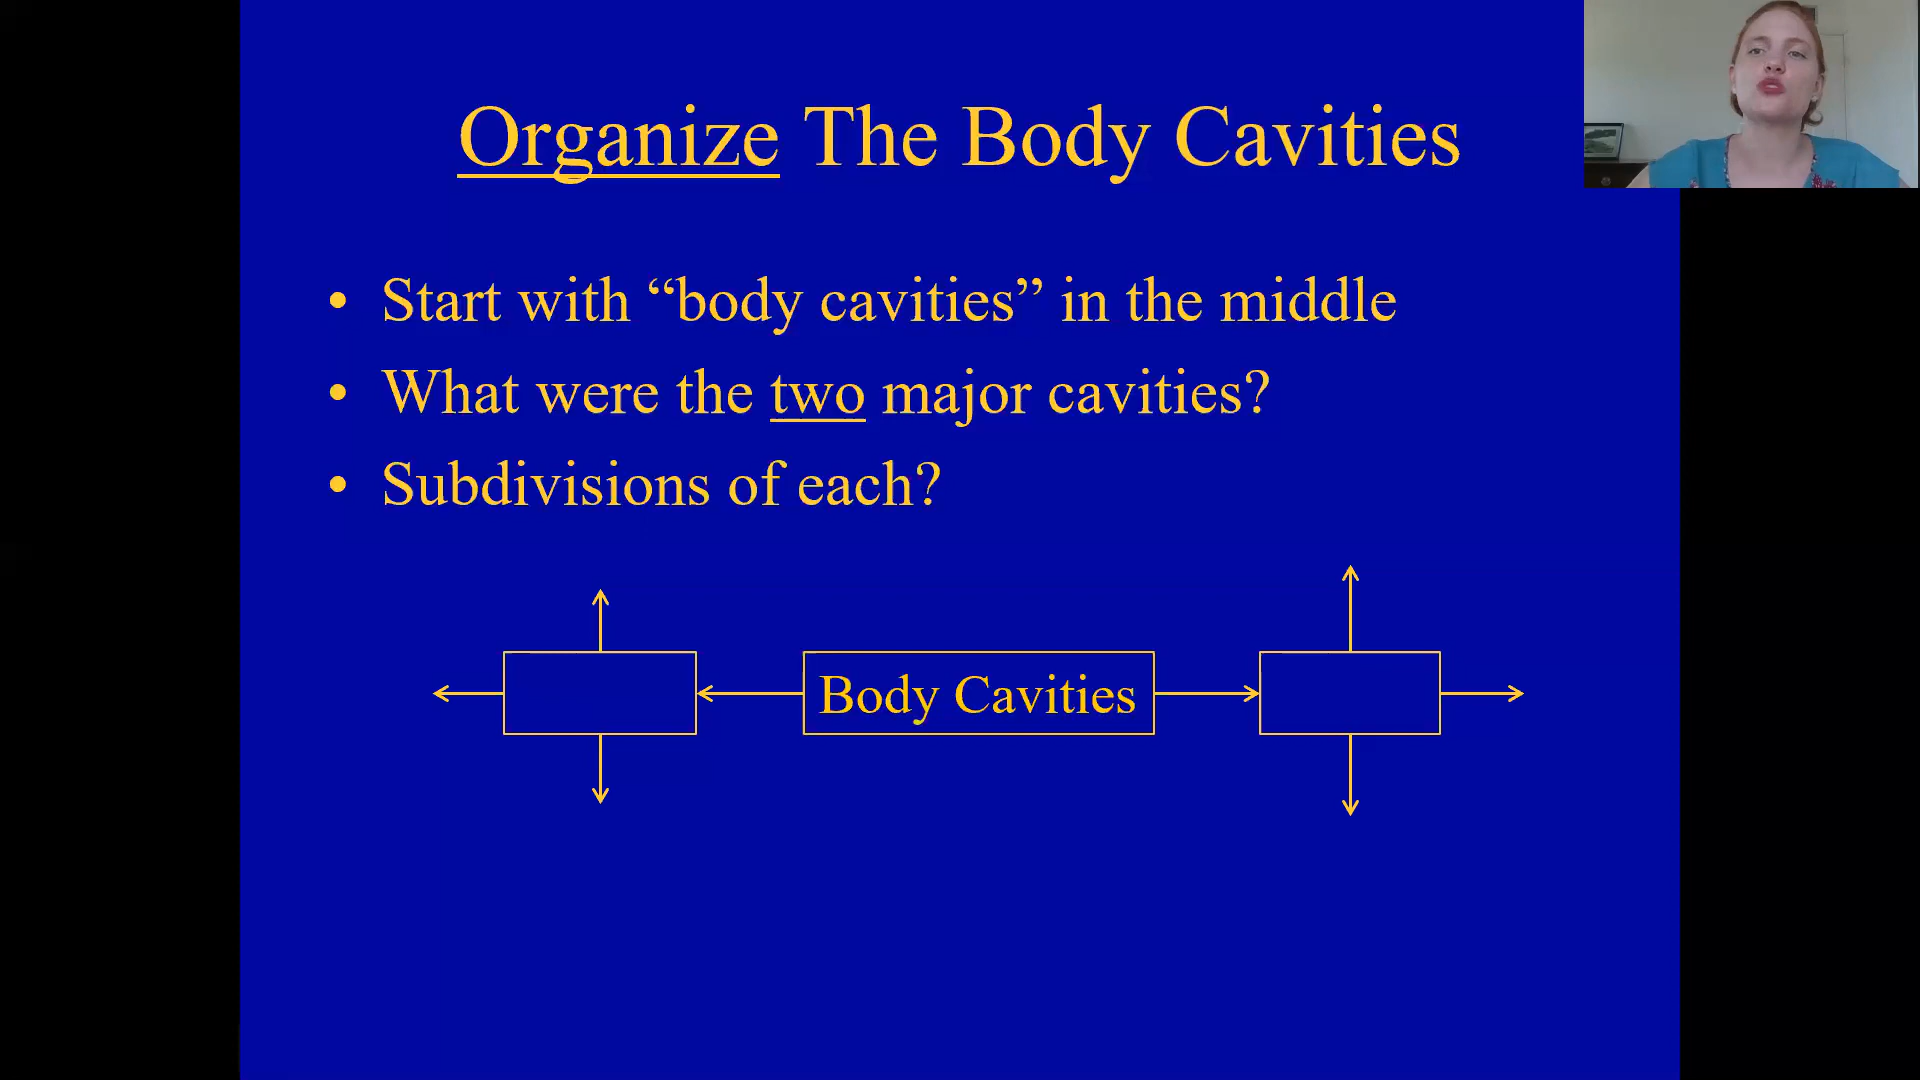 Organize The Body Cavities
• Start with “body cavities” in the middle
• What were the two major cavities?
• Subdivisions of each?
Body Cavities